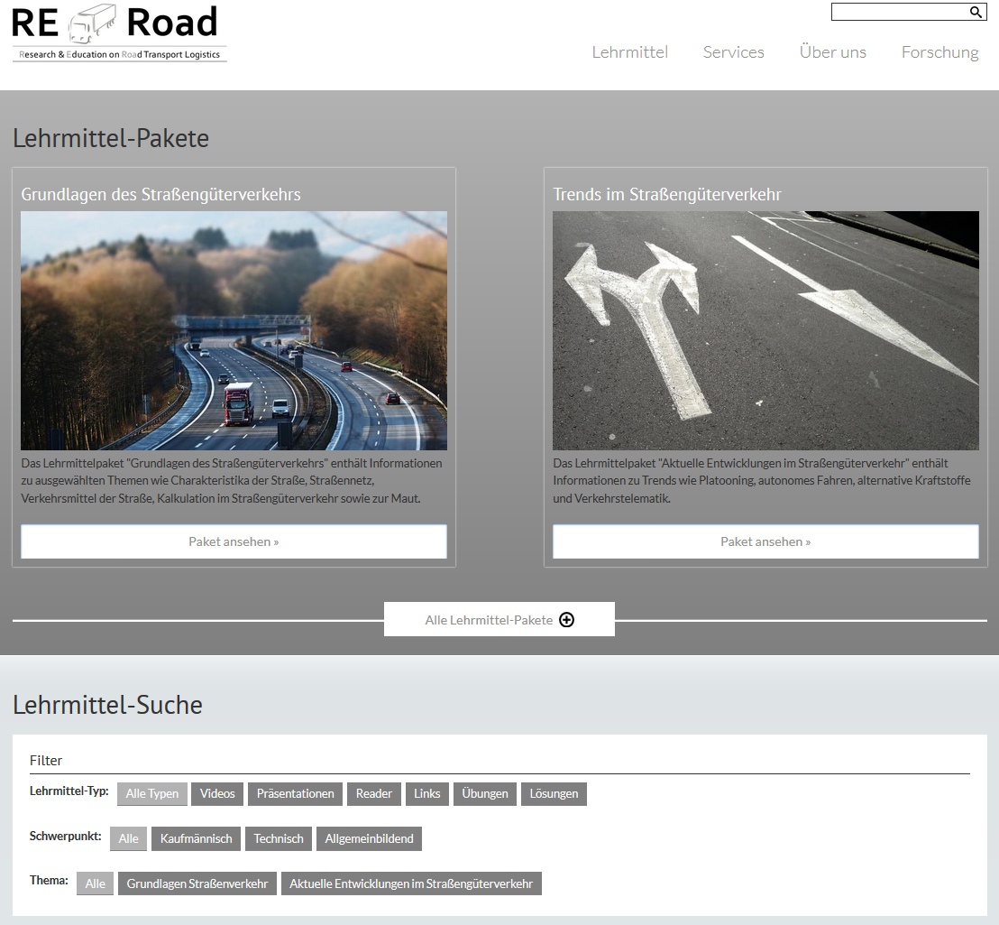 RE Road
Research & Education on Road Transport Logistics
Lehrmittel Services Über uns Forschung
Lehrmittel-Pakete
Grundlagen des Straßengüterverkehrs
Das Lehrmittelpaket "Grundlagen des Straßengüterverkehrs" enthält Informationen
zu ausgewählten Themen wie Charakteristika der Straße, Straßennetz,
Verkehrsmittel der Straße, Kalkulation im Straßengüterverkehr sowie zur Maut.
Paket ansehen »
Trends im Straßengüterverkehr
Das Lehrmittelpaket "Aktuelle Entwicklungen im Straßengüterverkehr" enthält
Informationen zu Trends wie Platooning, autonomes Fahren, alternative Kraftstoffe
und Verkehrstelematik.
Paket ansehen »
Alle Lehrmittel-Pakete
Lehrmittel-Suche
Filter
Lehrmittel-Typ: Alle Typen Videos Präsentationen Reader Links Übungen Lösungen
Schwerpunkt: Alle Kaufmännisch Technisch Allgemeinbildend
Thema: Alle Grundlagen Straßenverkehr Aktuelle Entwicklungen im Straßengüterverkehr